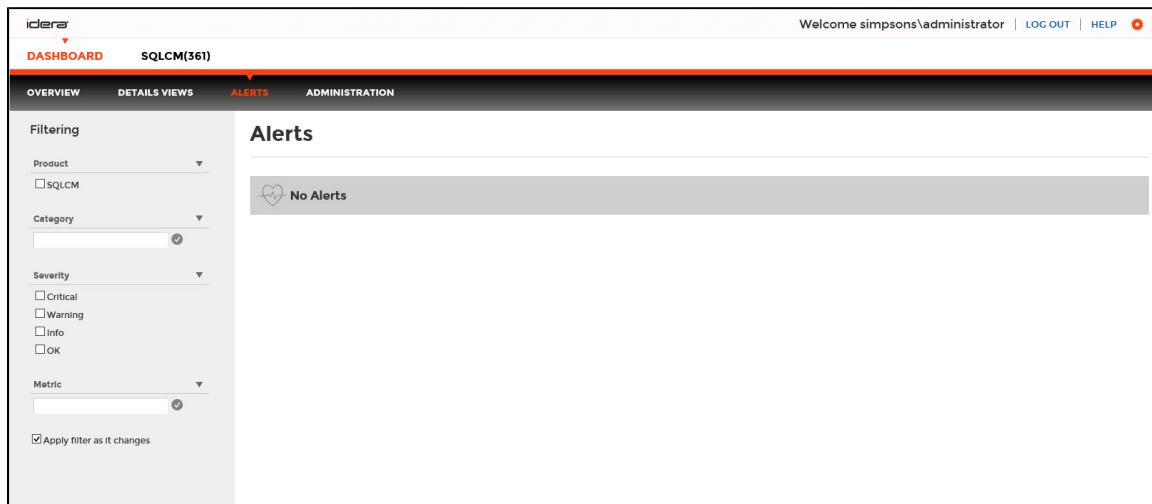 idera
Welcome simpsons\administrator | LOG OUT | HELP
DASHBOARD SQLCM(361)
OVERVIEW DETAILS VIEWS ALERTS ADMINISTRATION
Filtering
Alerts
Product
SQLCM
No Alerts
Category
Severity
Critical
Warning
Info
OK
Metric
Apply filter as it changes